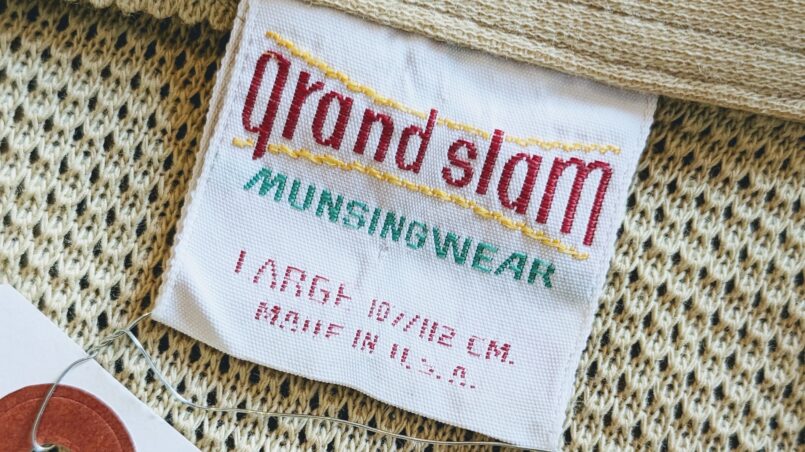 grand slam
MUNSINGWEAR
LARGE 107/112 CM.
MADE IN U.S.A.